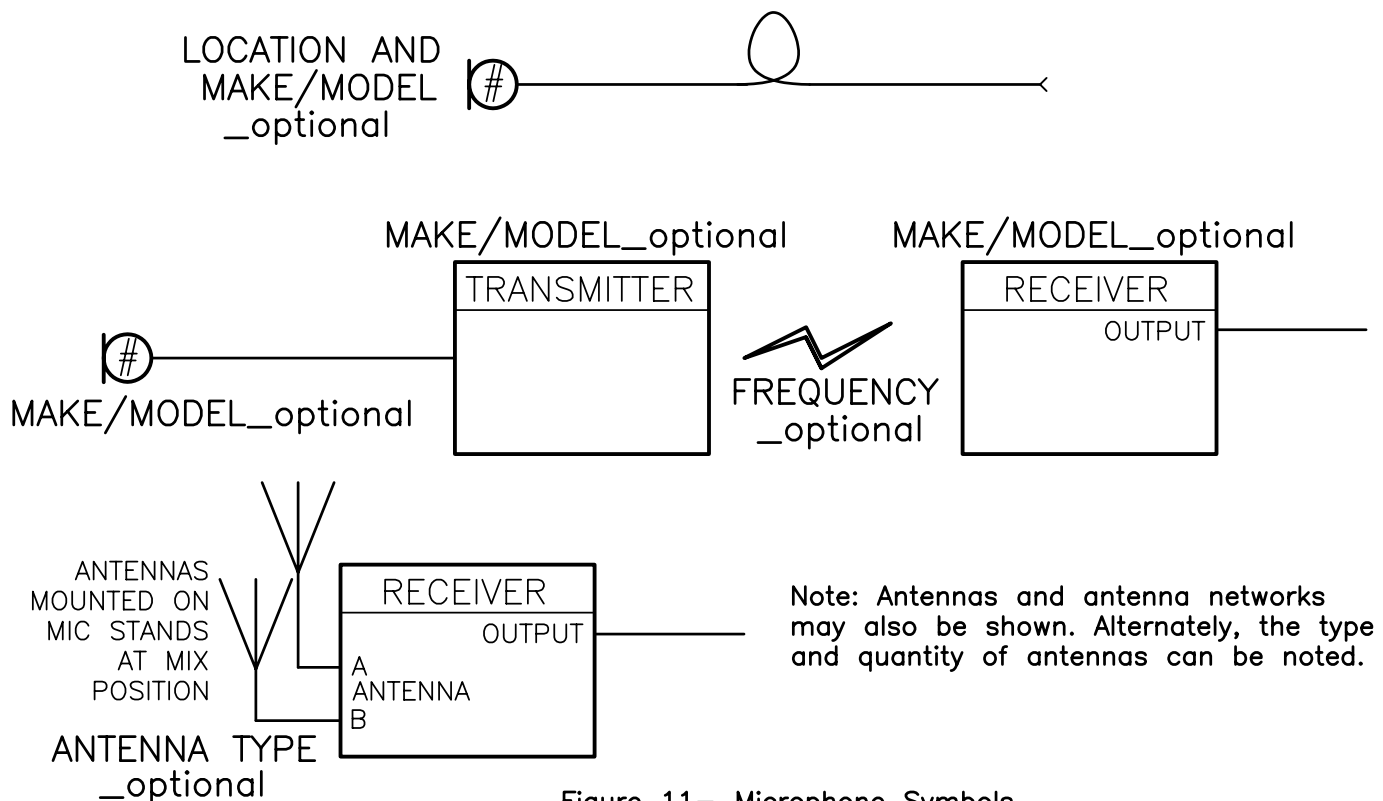 LOCATION AND
MAKE/MODEL
_optional
#
MAKE/MODEL_optional
TRANSMITTER
#
MAKE/MODEL_optional
FREQUENCY
_optional
MAKE/MODEL_optional
RECEIVER
OUTPUT
ANTENNAS
MOUNTED ON
MIC STANDS
AT MIX
POSITION
RECEIVER
OUTPUT
A
ANTENNA
B
ANTENNA TYPE
_optional
Note: Antennas and antenna networks
may also be shown. Alternately, the type
and quantity of antennas can be noted.
Figure 11– Microphone Symbols